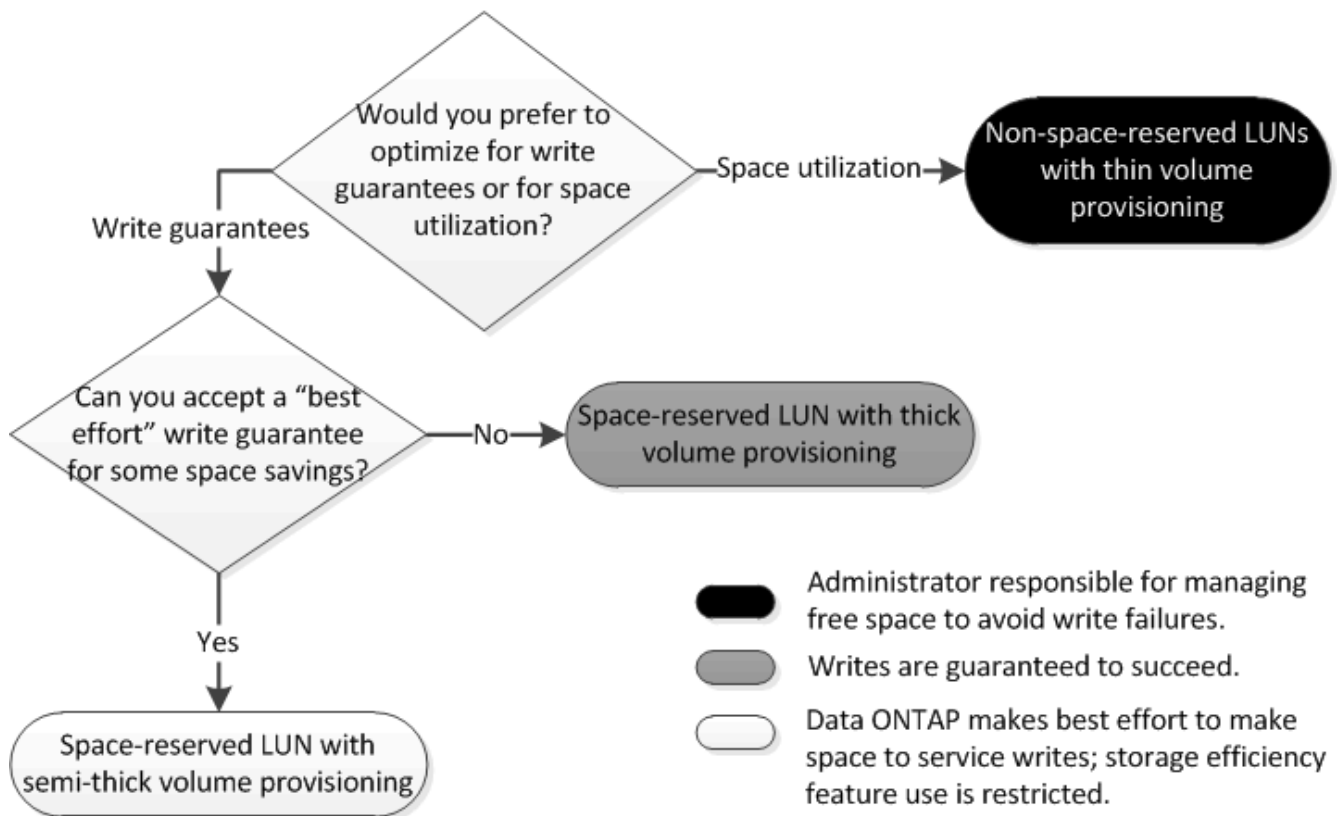 Would you prefer to
optimize for write
guarantees or for space
utilization?
Space utilization
Non-space-reserved LUNs
with thin volume
provisioning
Write guarantees
Can you accept a “best
effort” write guarantee
for some space savings?
No
Space-reserved LUN with thick
volume provisioning
Yes
Space-reserved LUN with
semi-thick volume provisioning
Administrator responsible for managing
free space to avoid write failures.
Writes are guaranteed to succeed.
Data ONTAP makes best effort to make
space to service writes; storage efficiency
feature use is restricted.